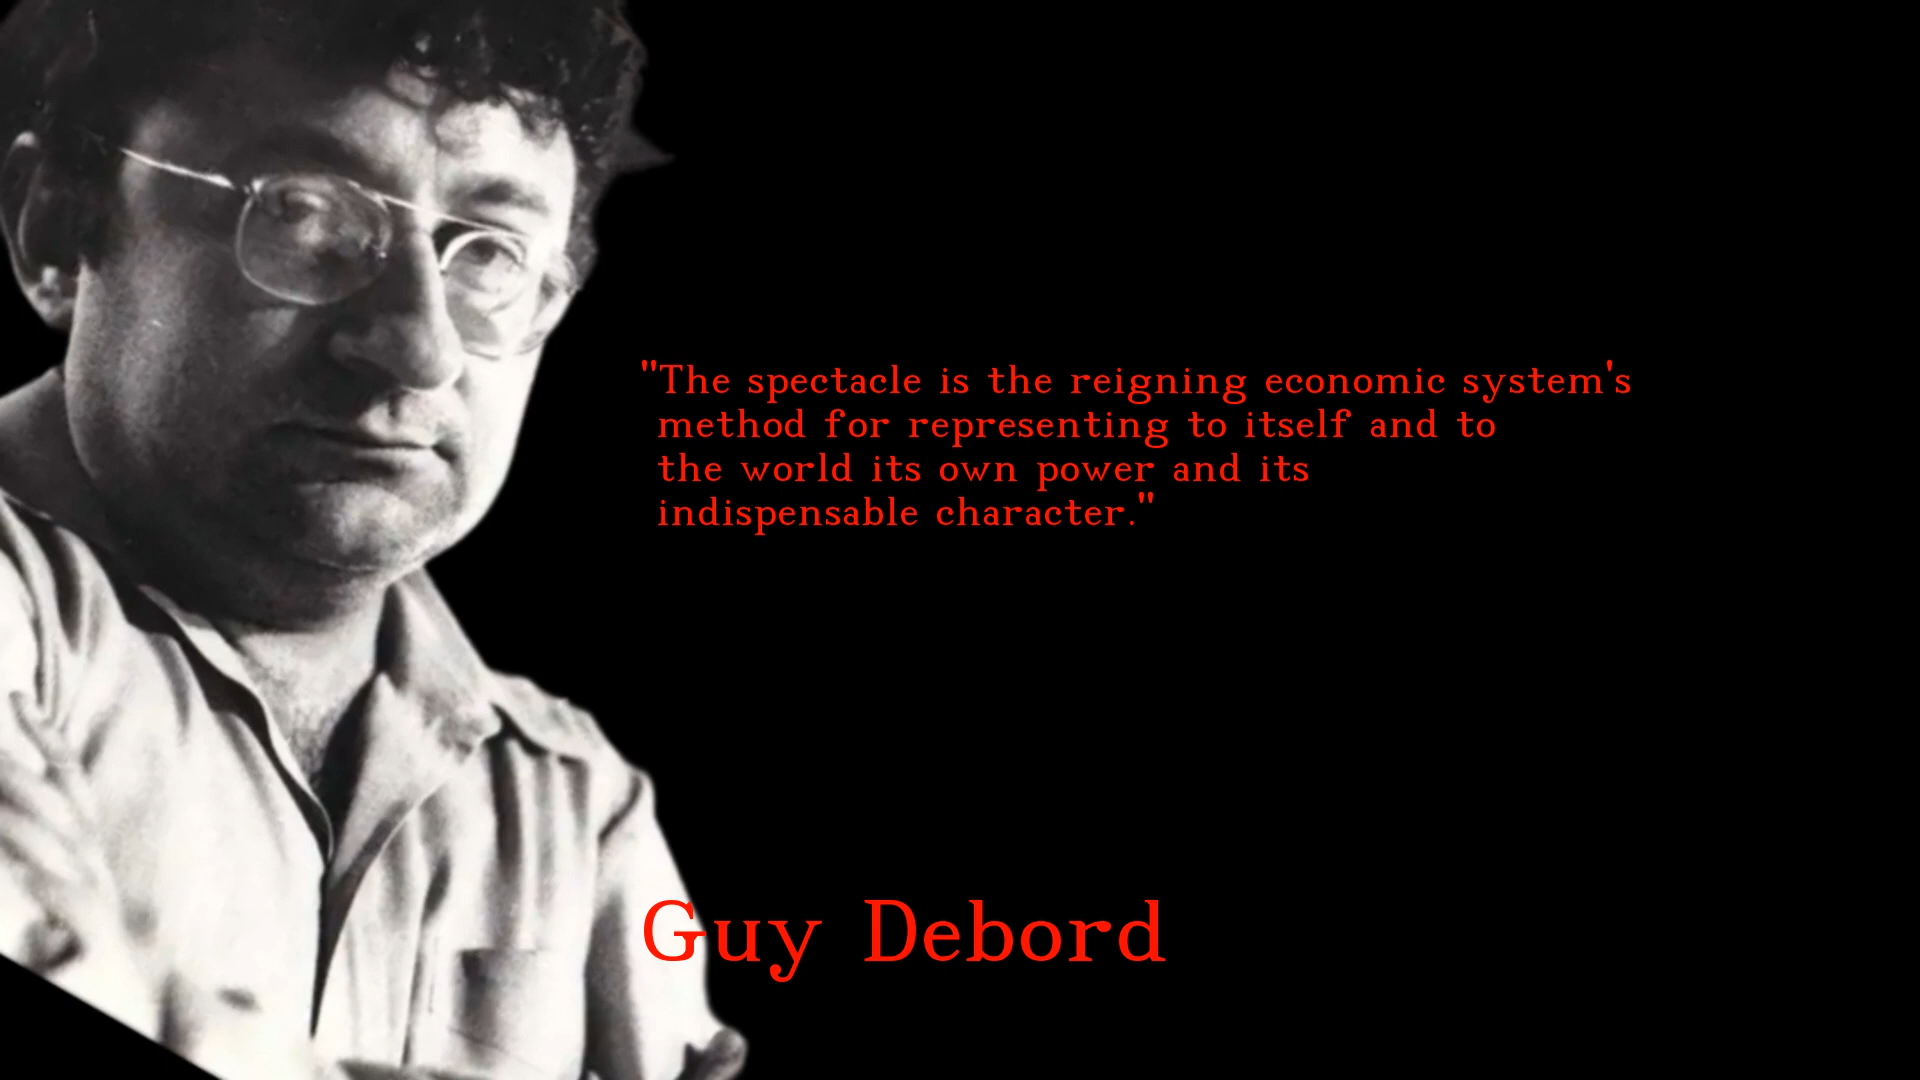 "The spectacle is the reigning economic system's
method for representing to itself and to
the world its own power and its
indispensable character."
Guy Debord